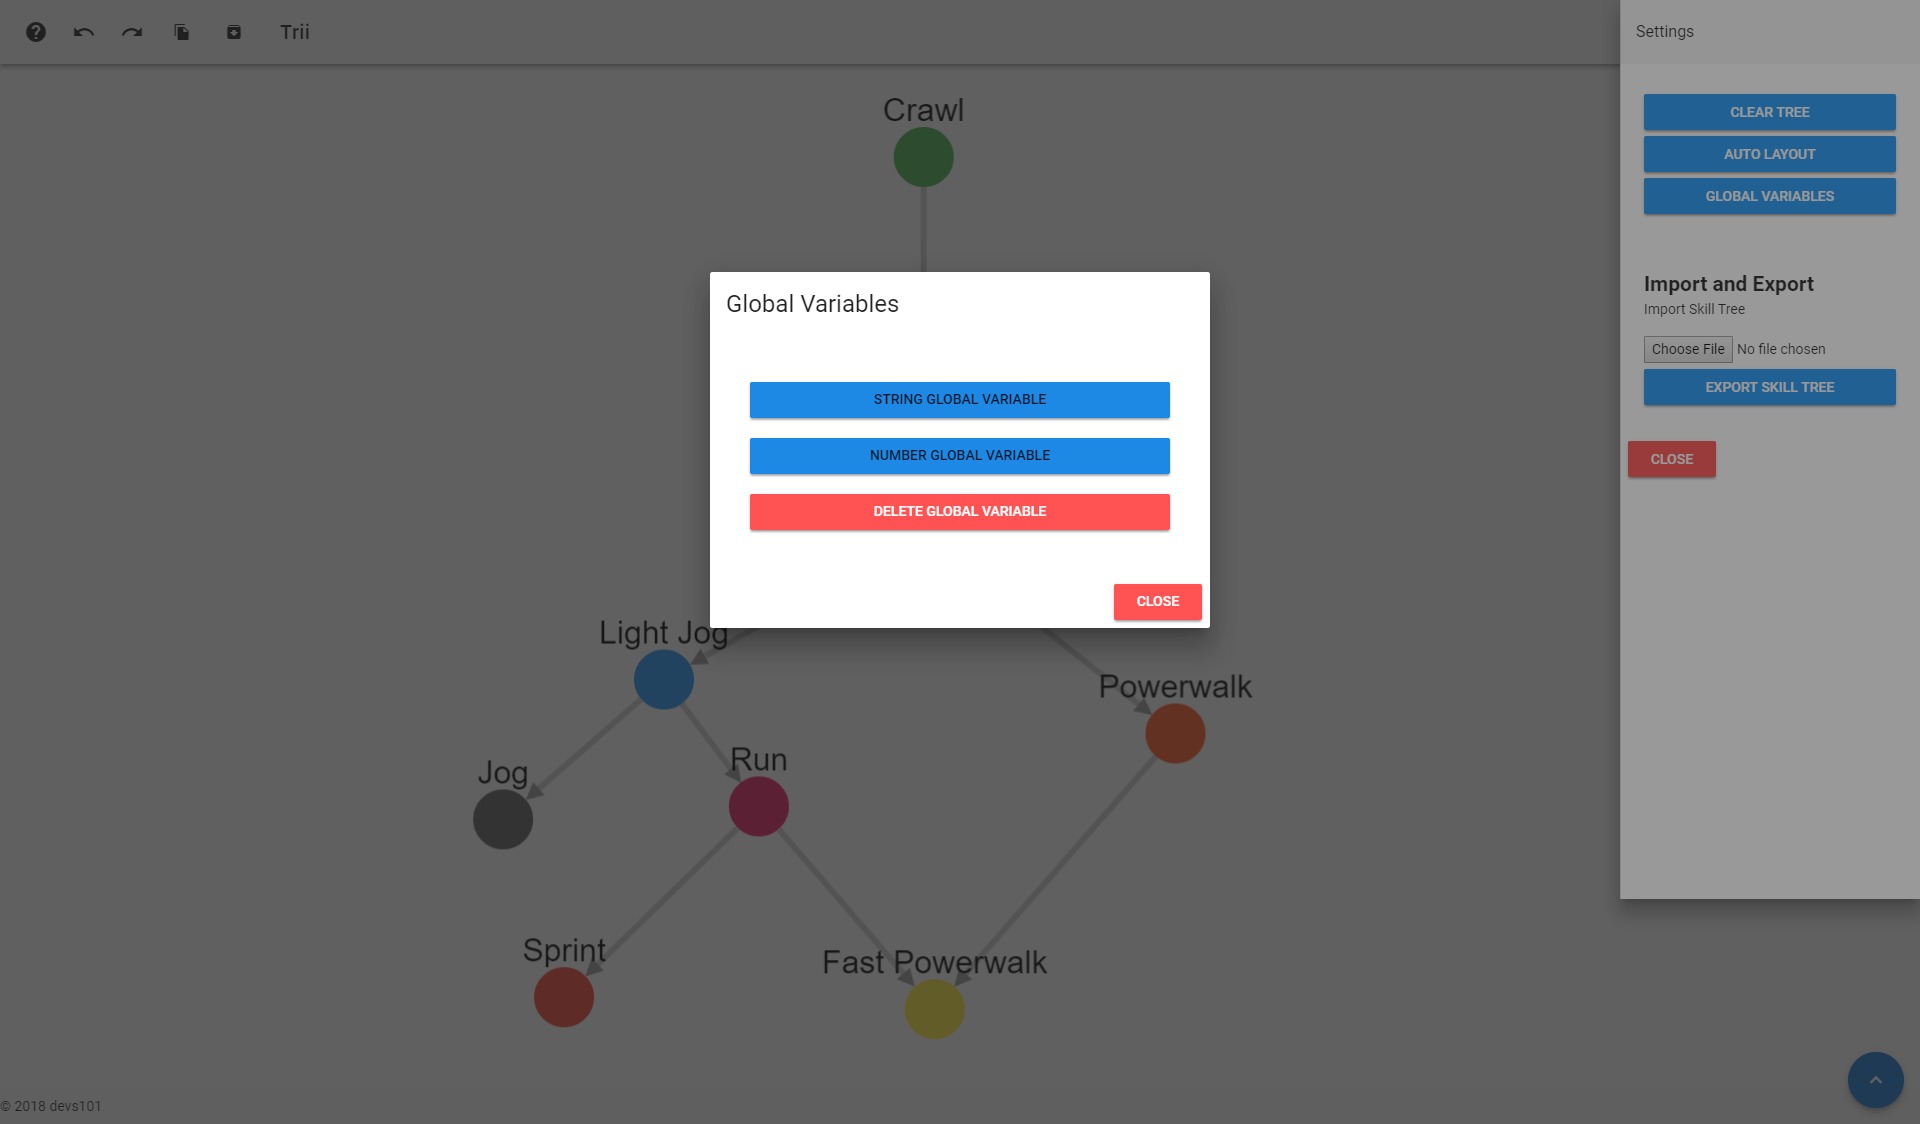 Trii
Settings
CLEAR TREE
AUTO LAYOUT
GLOBAL VARIABLES
Import and Export
Import Skill Tree
Choose File No file chosen
EXPORT SKILL TREE
CLOSE
Crawl
Global Variables
STRING GLOBAL VARIABLE
NUMBER GLOBAL VARIABLE
DELETE GLOBAL VARIABLE
CLOSE
Light Jog
Powerwalk
Jog
Run
Sprint
Fast Powerwalk
© 2018 devs101